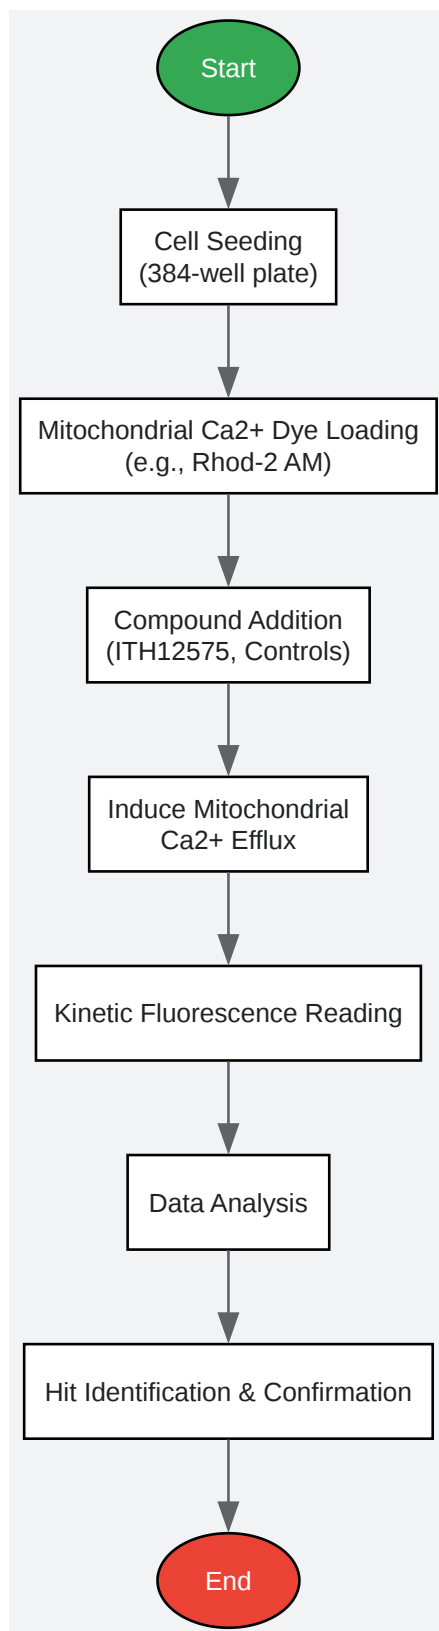 Start
Cell Seeding
(384-well plate)
Mitochondrial Ca2+ Dye Loading
(e.g., Rhod-2 AM)
Compound Addition
(ITH12575, Controls)
Induce Mitochondrial
Ca2+ Efflux
Kinetic Fluorescence Reading
Data Analysis
Hit Identification & Confirmation
End